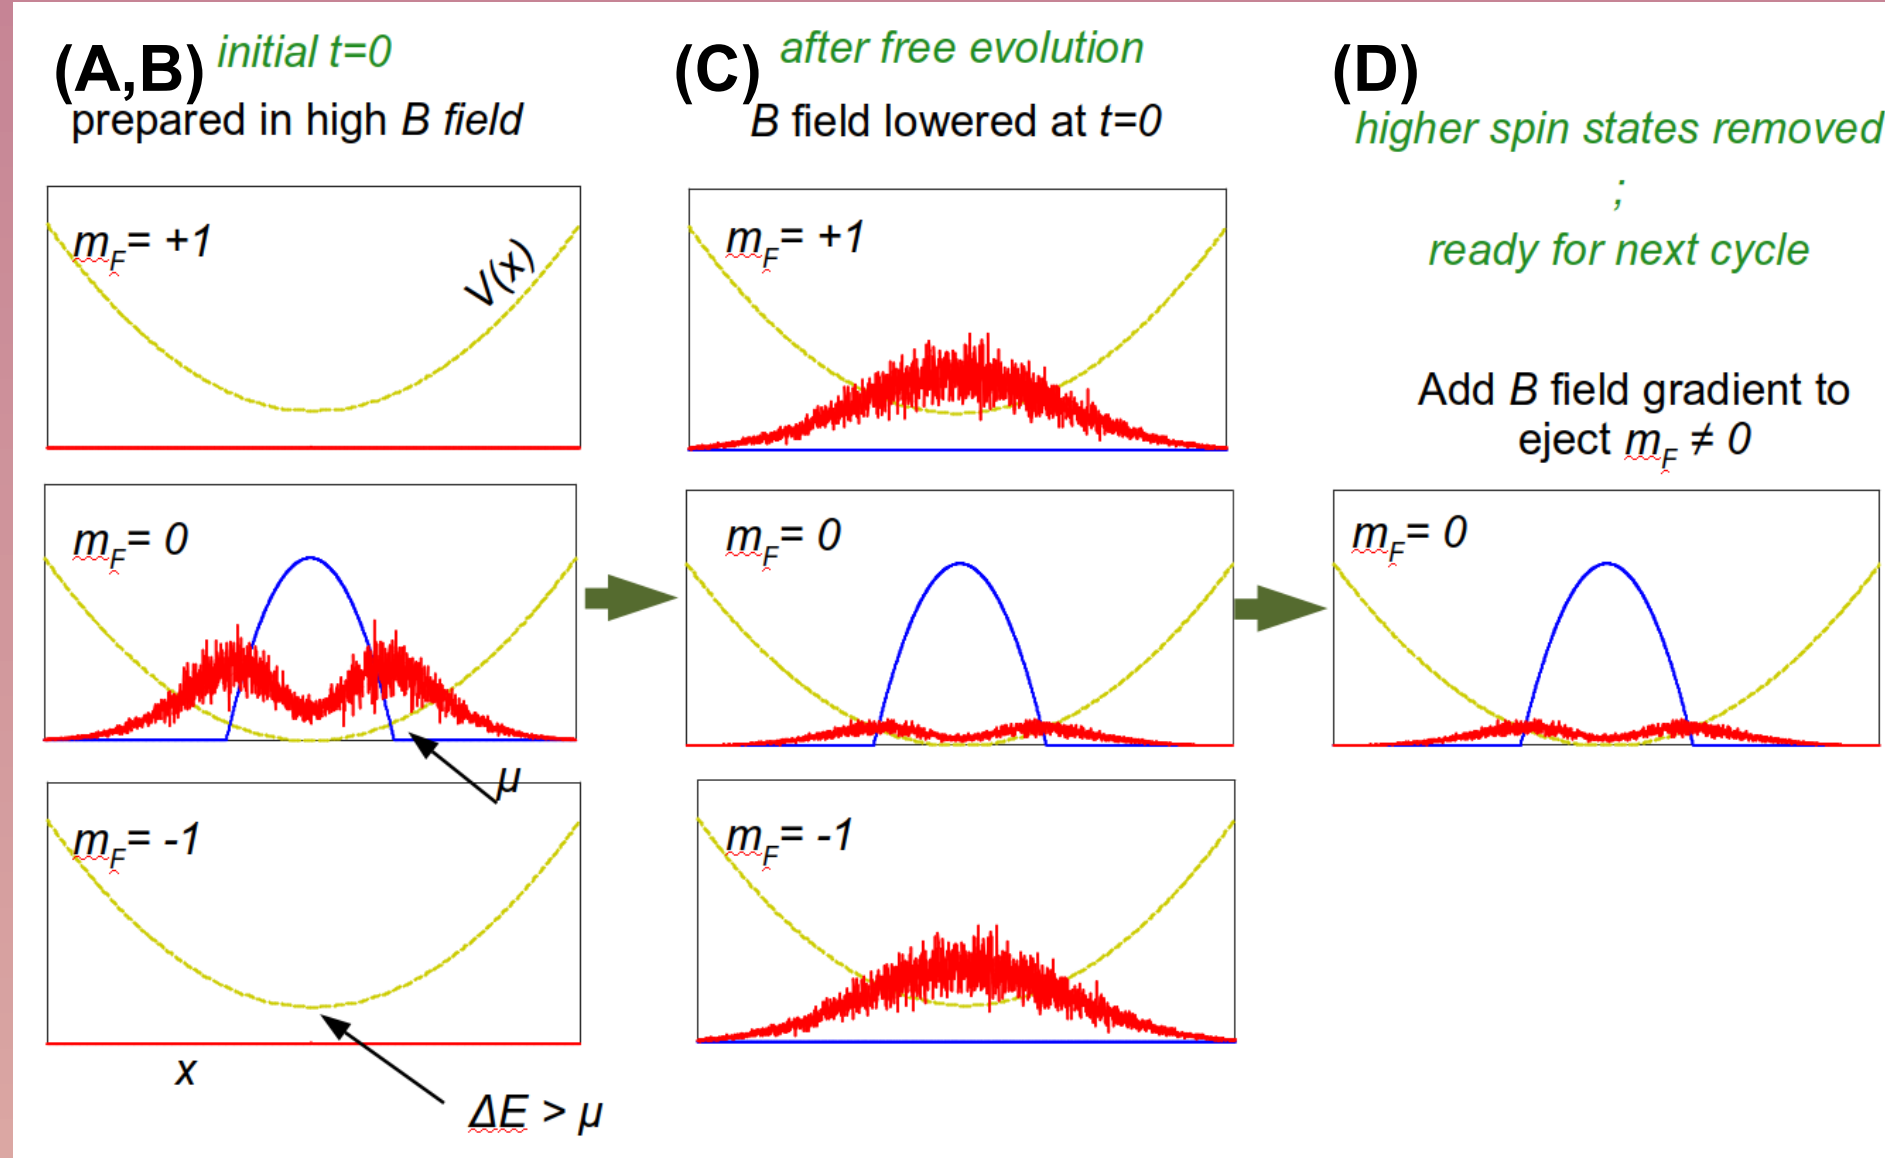 (A,B) initial t=0
prepared in high B field
m_F= +1
V(x)
m_F= 0
μ
m_F= -1
x
ΔE > μ
(C) after free evolution
B field lowered at t=0
m_F= +1
m_F= 0
m_F= -1
(D)
higher spin states removed
;
ready for next cycle
Add B field gradient to
eject m_F ≠ 0
m_F= 0